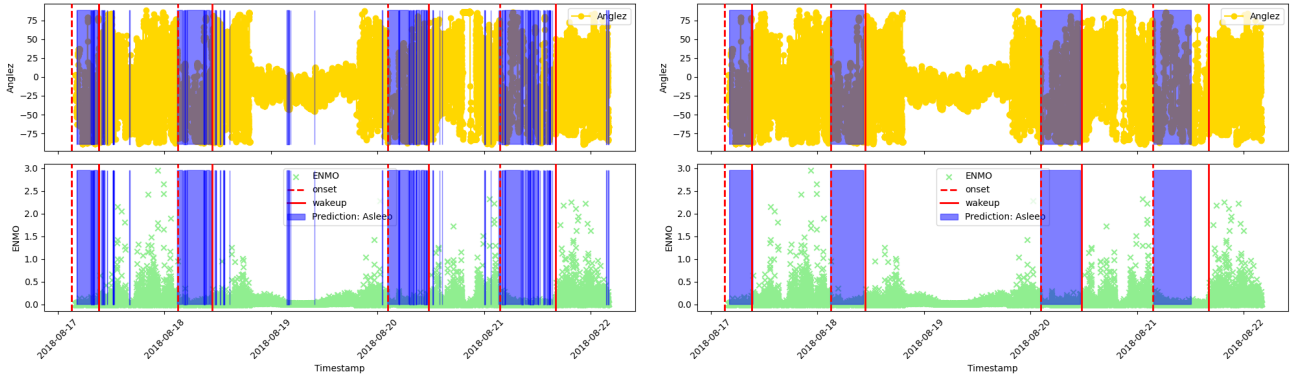 75
50
25
0
−25
−50
−75
Anglez
Anglez
3.0
2.5
2.0
1.5
1.0
0.5
0.0
ENMO
ENMO
onset
wakeup
Prediction: Asleep
2018-08-17
2018-08-18
2018-08-19
2018-08-20
2018-08-21
2018-08-22
Timestamp
75
50
25
0
−25
−50
−75
Anglez
Anglez
3.0
2.5
2.0
1.5
1.0
0.5
0.0
ENMO
ENMO
onset
wakeup
Prediction: Asleep
2018-08-17
2018-08-18
2018-08-19
2018-08-20
2018-08-21
2018-08-22
Timestamp